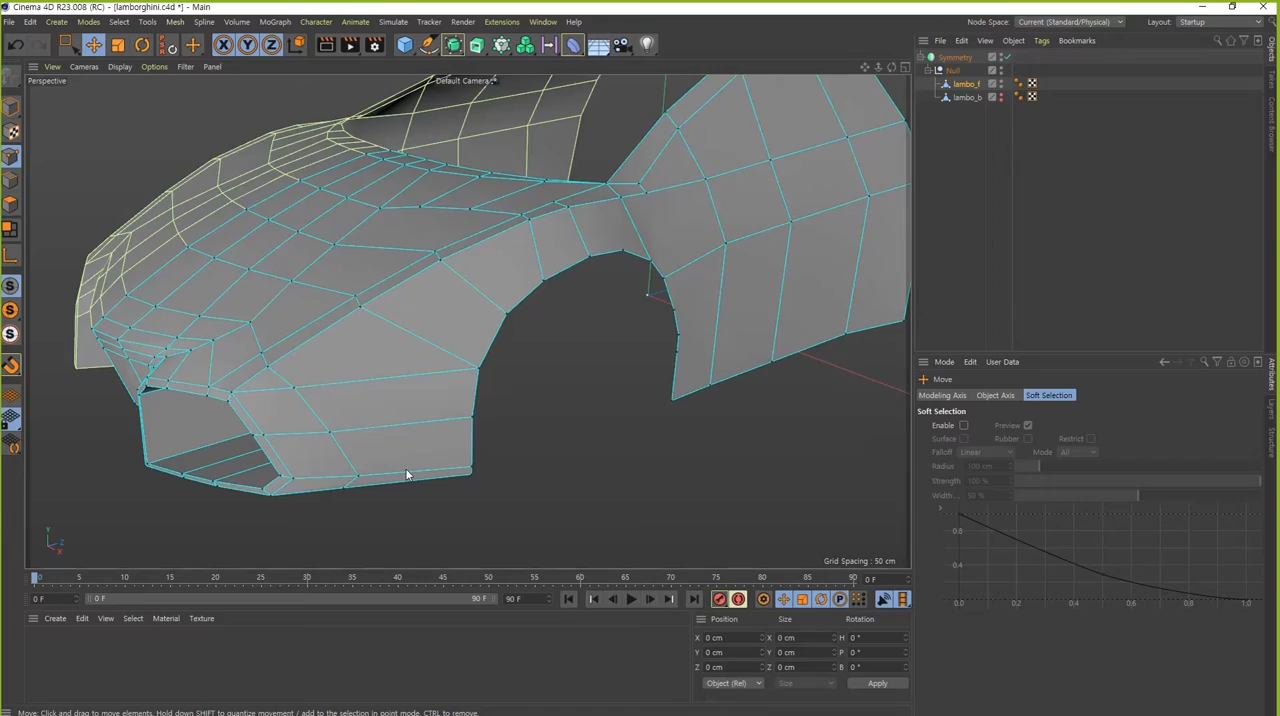 Cinema 4D R23.008 (RC) - [lamborghini.c4d *] - Main
File Edit Create Modes Select Tools Mesh Spline Volume MoGraph Character Animate Simulate Tracker Render Extensions Window Help
Node Space: Current (Standard/Physical) Layout: Startup
View Cameras Display Options Filter Panel
File Edit View Object Tags Bookmarks
Perspective
Default Camera
Symmetry
Null
lambo_f
lambo_b
Objects
Takes
Content Browser
Mode Edit User Data
Move
Modeling Axis Object Axis Soft Selection
Soft Selection
Enable Preview
Surface Rubber Restrict
Falloff Linear Mode All
Radius 100 cm
Strength 100 %
Width 50 %
0.8
0.4
0.0 0.2 0.4 0.6 0.8 1.0
Attributes
Layers
Structure
Y
Z
X
Grid Spacing : 50 cm
0 5 10 15 20 25 30 35 40 45 50 55 60 65 70 75 80 85 90 0 F
0 F 0 F 90 F 90 F
Create Edit View Select Material Texture
Position Size Rotation
X 0 cm X 0 cm H 0 °
Y 0 cm Y 0 cm P 0 °
Z 0 cm Z 0 cm B 0 °
Object (Rel) Size Apply
Move: Click and drag to move elements. Hold down SHIFT to quantize movement / add to the selection in point mode, CTRL to remove.